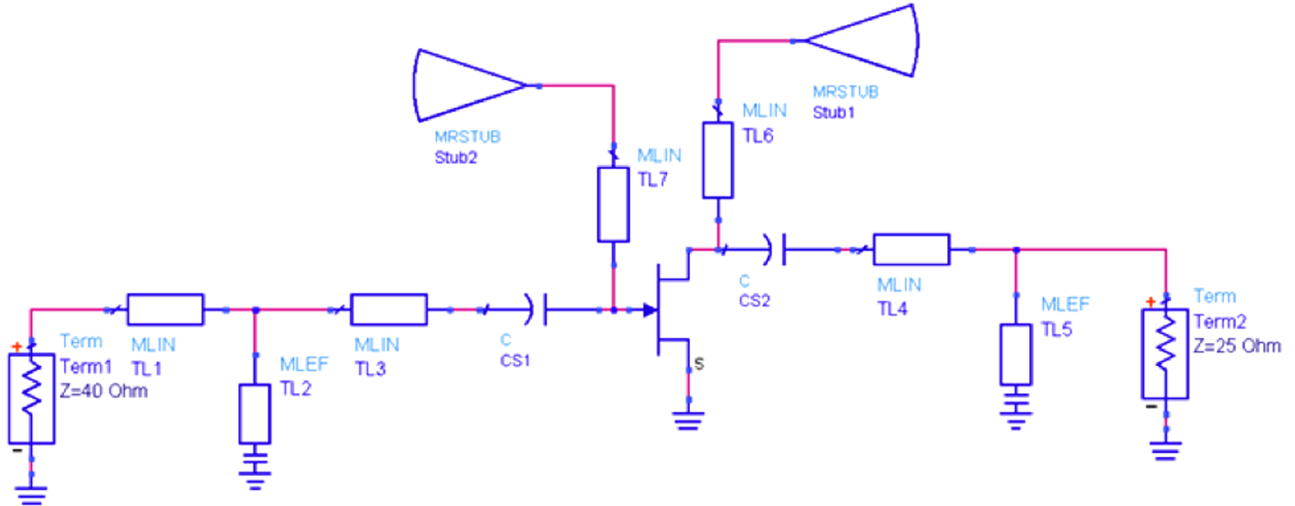 MRSTUB
Stub1
MRSTUB
Stub2
MLIN
TL6
MLIN
TL7
C
CS2
MLIN
TL4
Term
Term1
Z=40 Ohm
MLIN
TL1
MLEF
TL2
MLIN
TL3
C
CS1
S
MLEF
TL5
Term
Term2
Z=25 Ohm